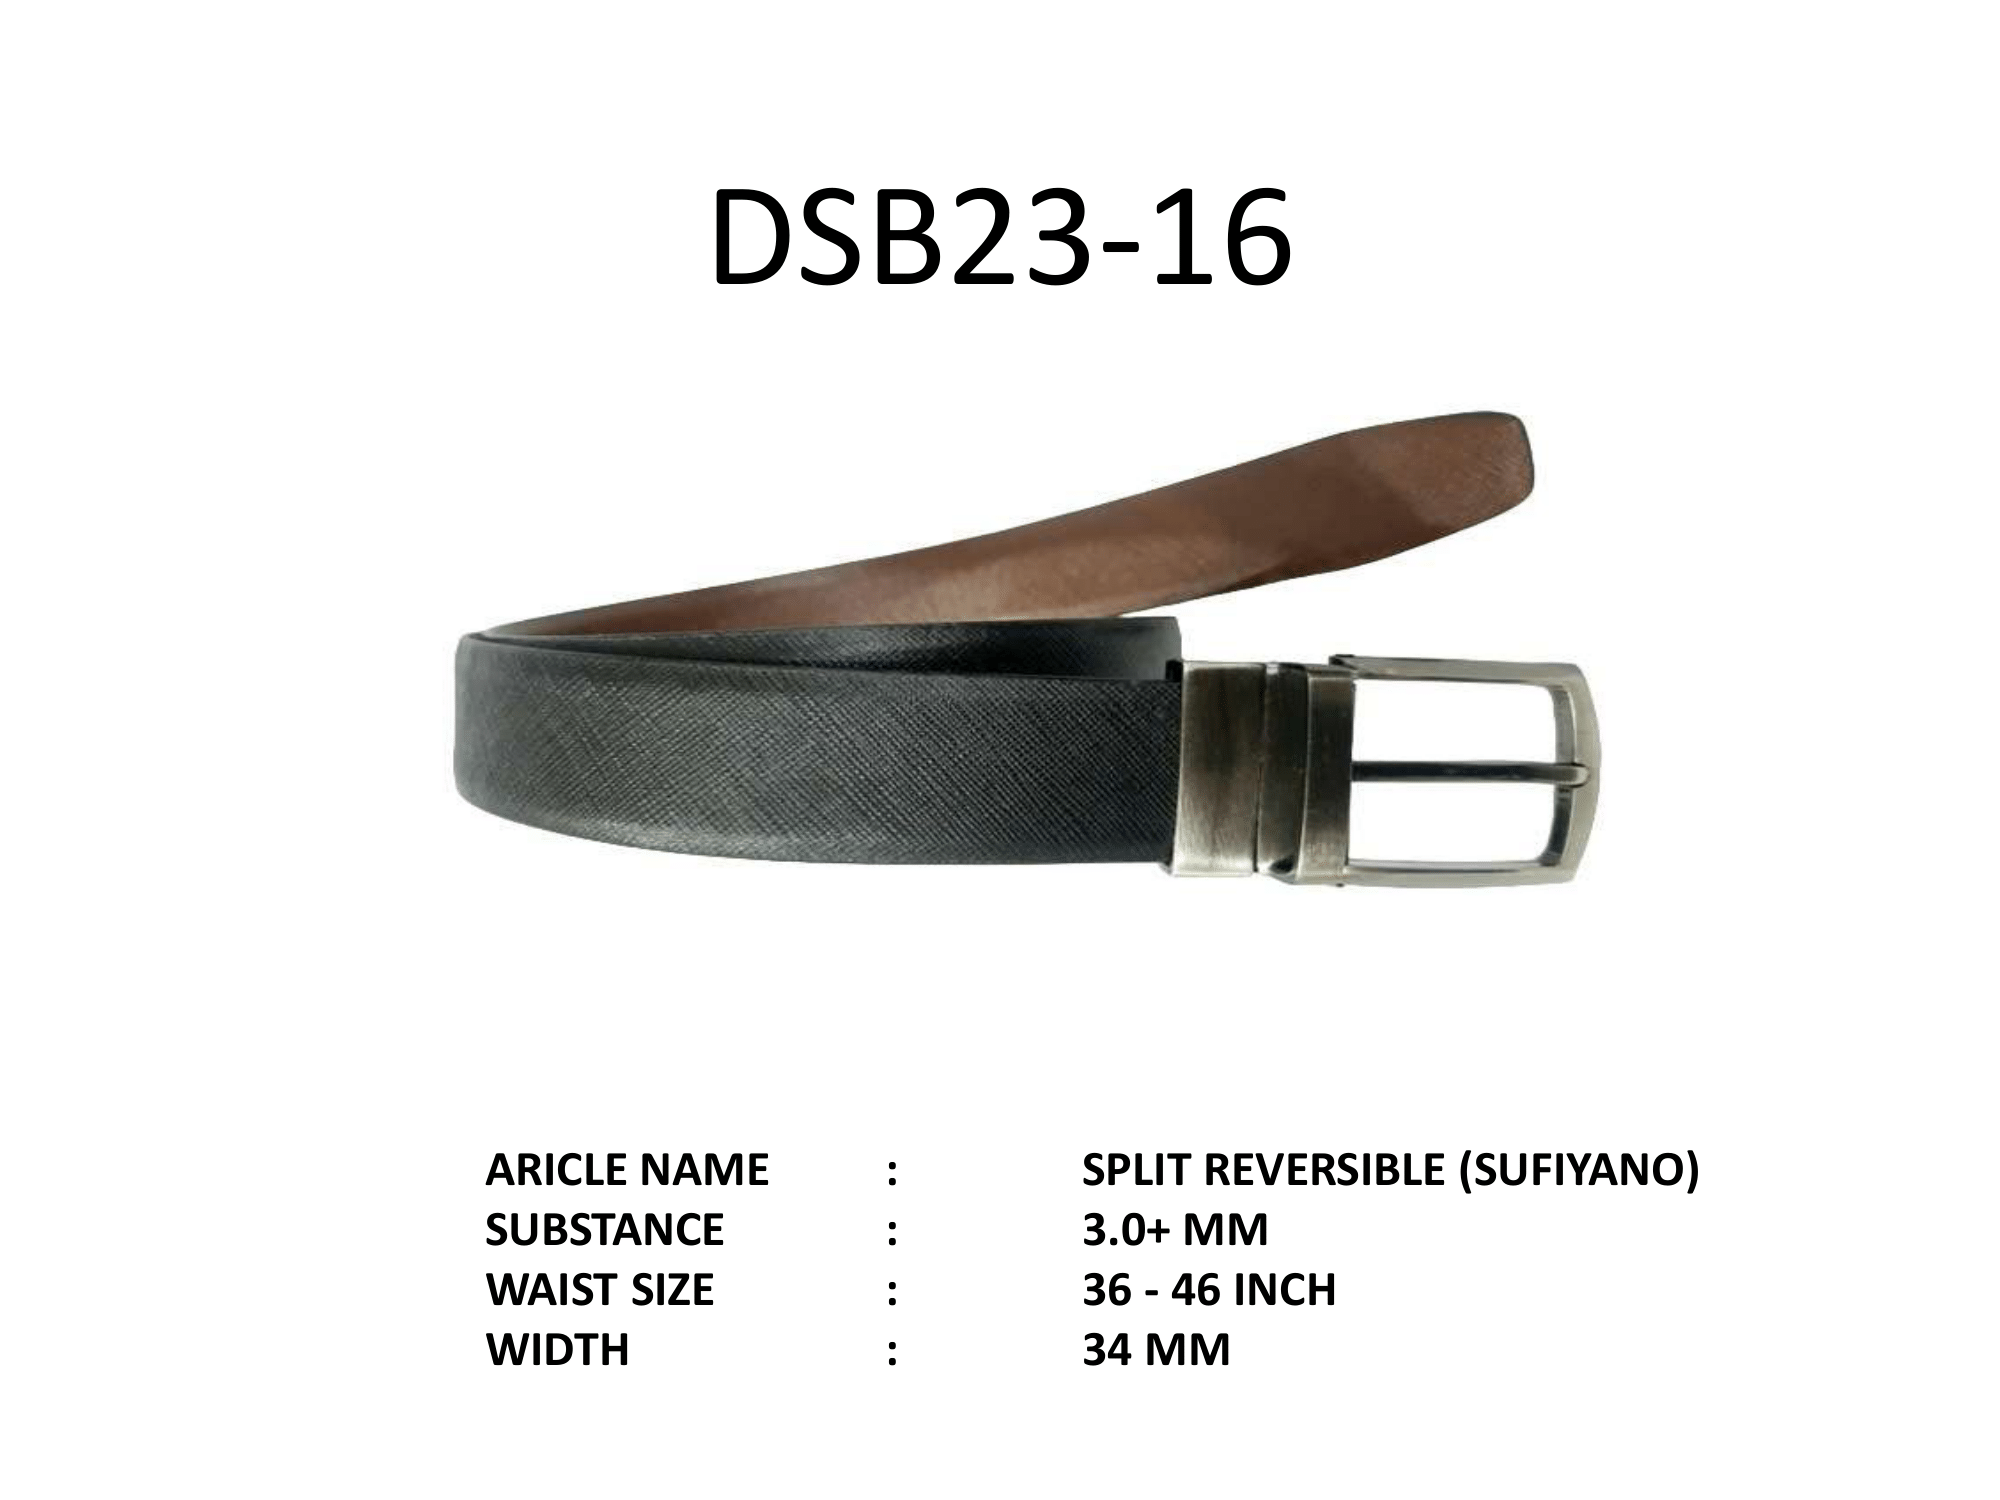 DSB23-16
ARICLE NAME : SPLIT REVERSIBLE (SUFIYANO)
SUBSTANCE : 3.0+ MM
WAIST SIZE : 36 - 46 INCH
WIDTH : 34 MM